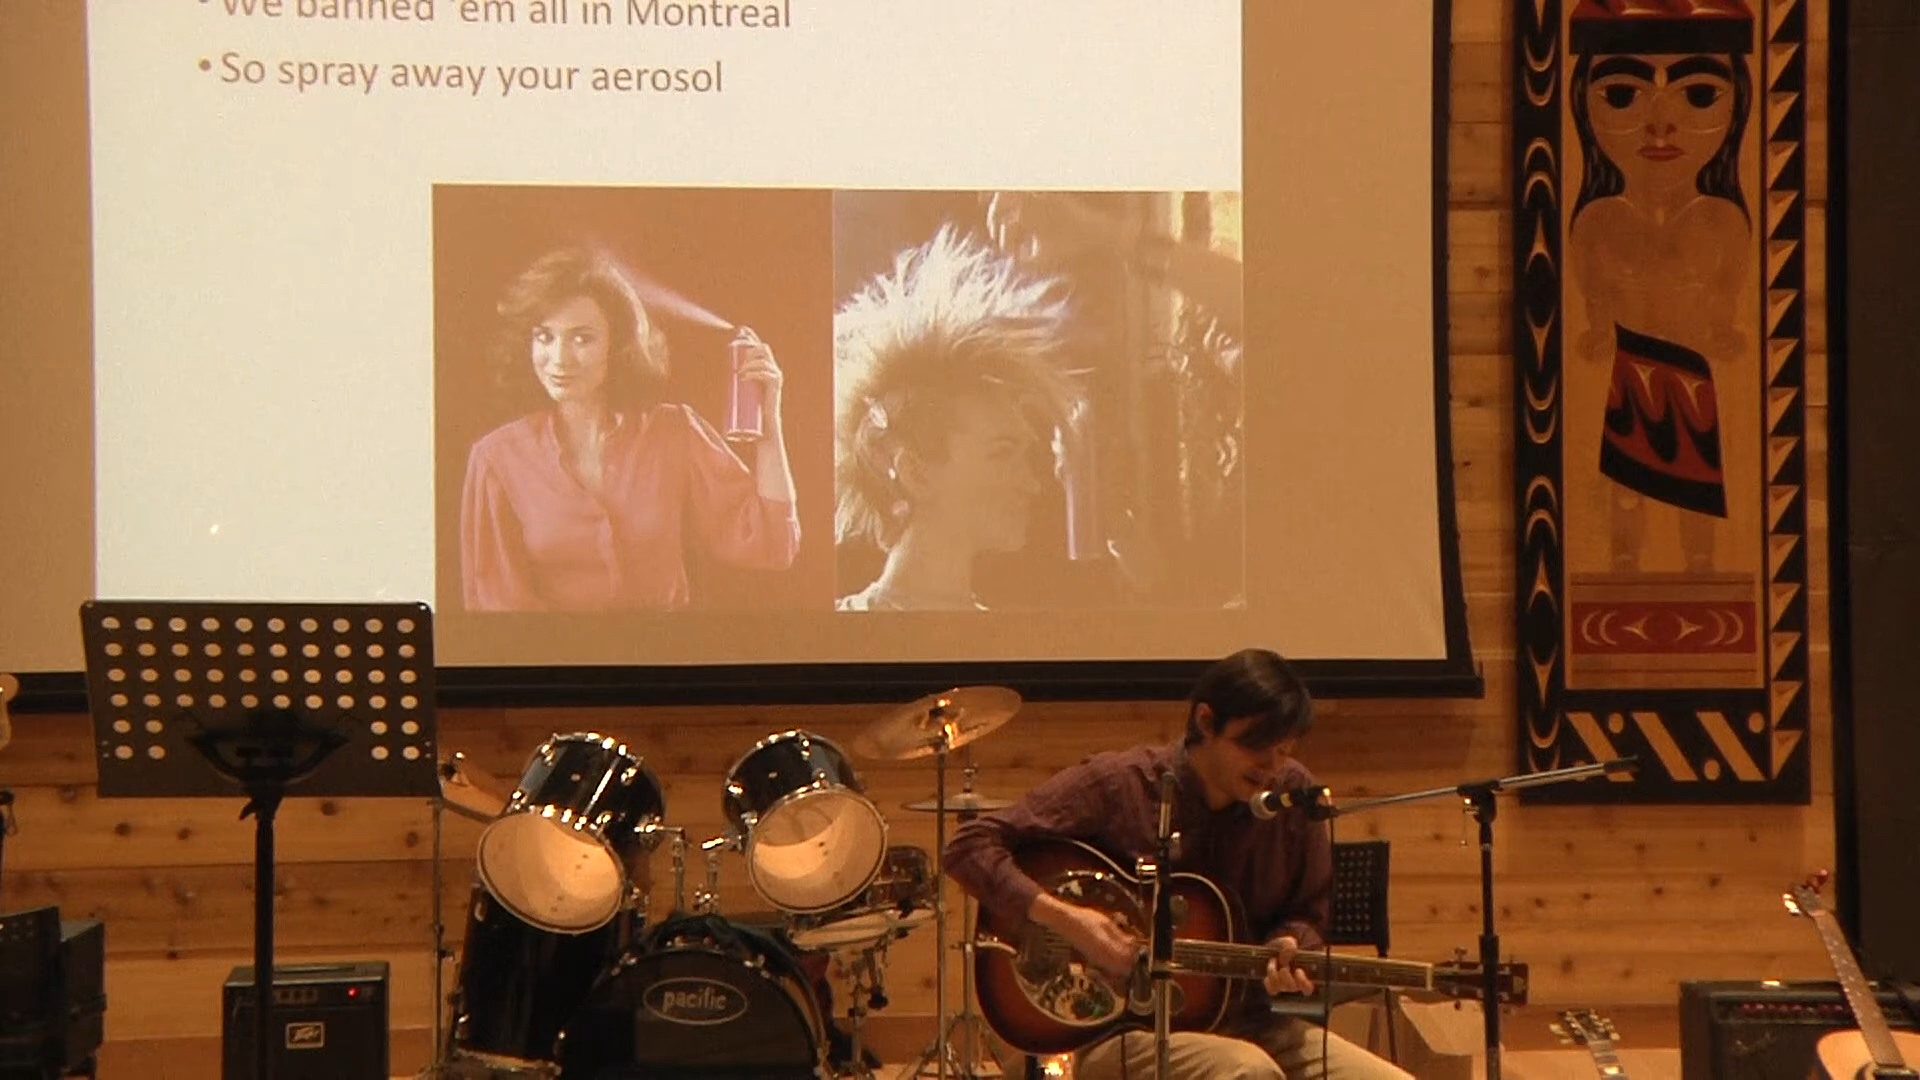 • We banned 'em all in Montreal
• So spray away your aerosol
pacific